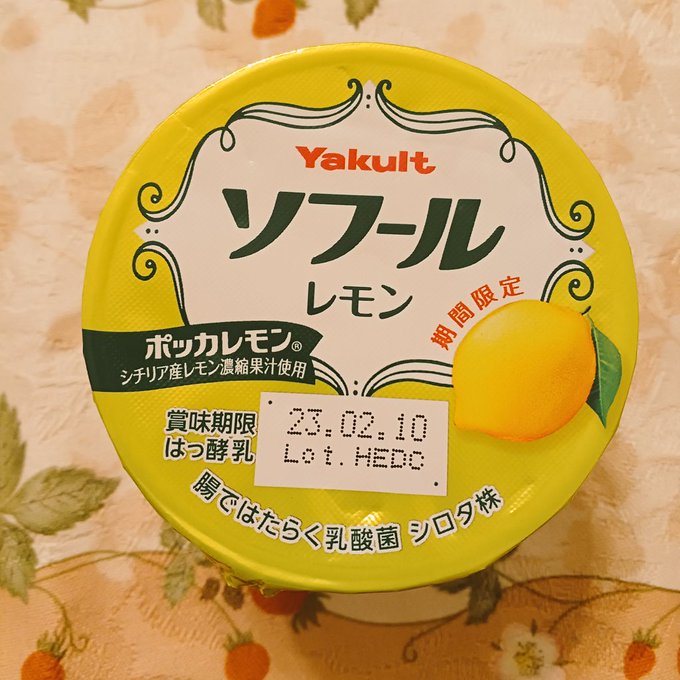 Yakult
ソフール
レモン
期間限定
ポッカレモン®
シチリア産レモン濃縮果汁使用
賞味期限
はっ酵乳
23.02.10
Lot.HEDC
腸ではたらく乳酸菌 シロタ株